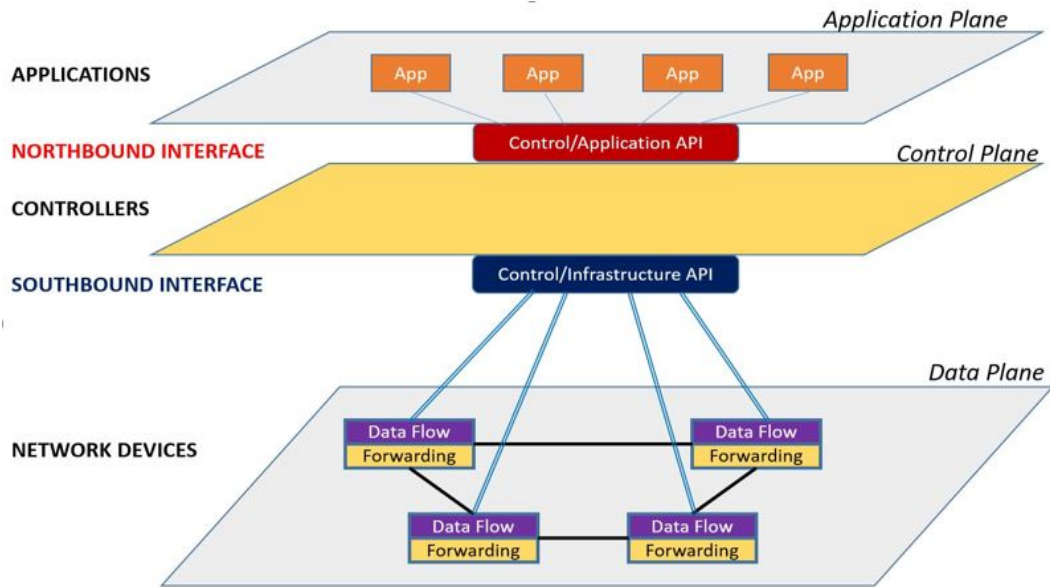 Application Plane
APPLICATIONS
App App App App
NORTHBOUND INTERFACE
Control/Application API
Control Plane
CONTROLLERS
SOUTHBOUND INTERFACE
Control/Infrastructure API
Data Plane
NETWORK DEVICES
Data Flow
Forwarding
Data Flow
Forwarding
Data Flow
Forwarding
Data Flow
Forwarding